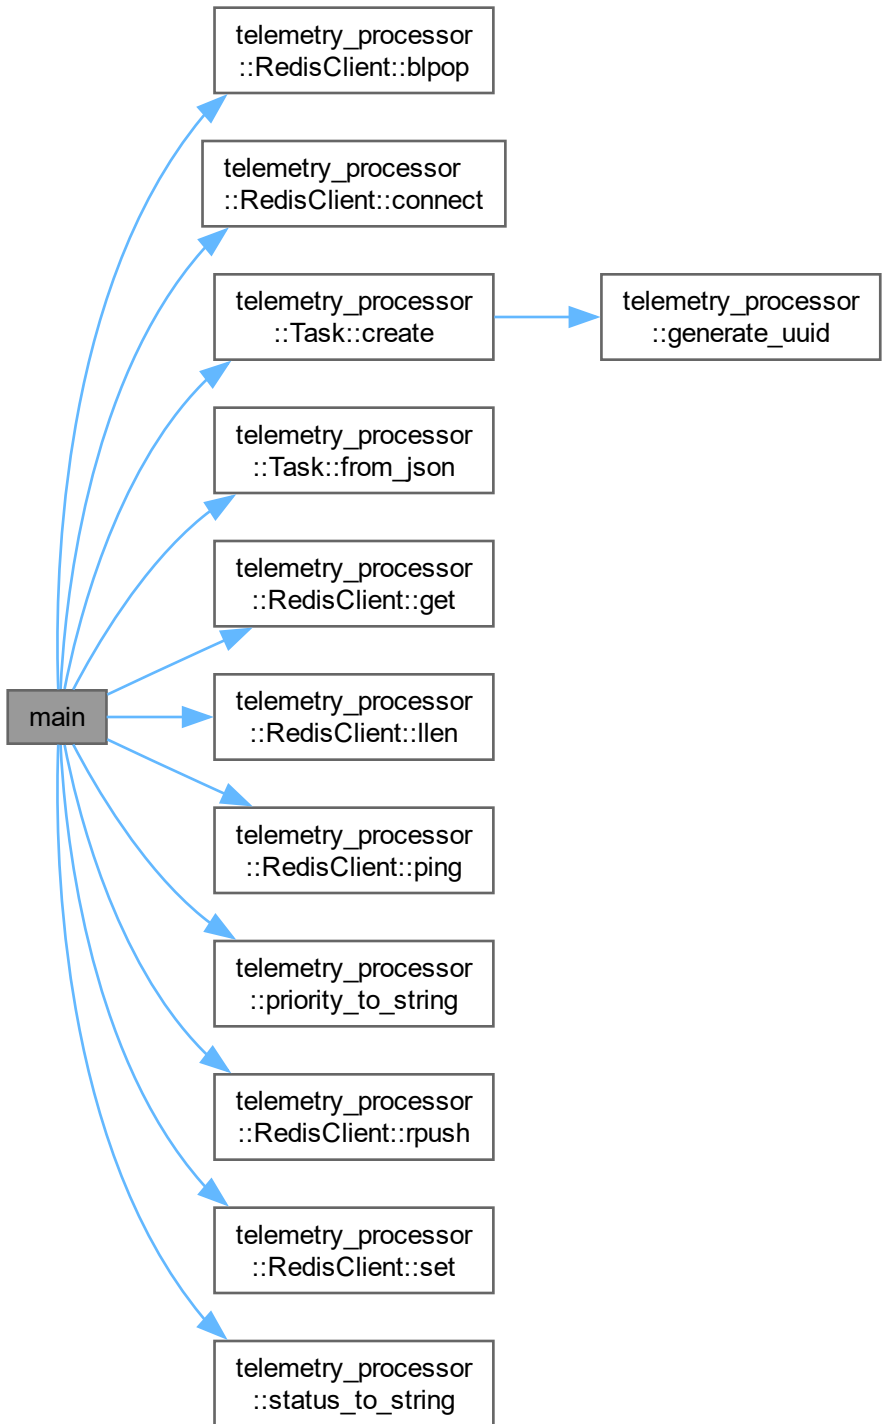 telemetry_processor
::RedisClient::blpop
telemetry_processor
::RedisClient::connect
telemetry_processor
::Task::create
telemetry_processor
::generate_uuid
telemetry_processor
::Task::from_json
telemetry_processor
::RedisClient::get
main
telemetry_processor
::RedisClient::llen
telemetry_processor
::RedisClient::ping
telemetry_processor
::priority_to_string
telemetry_processor
::RedisClient::rpush
telemetry_processor
::RedisClient::set
telemetry_processor
::status_to_string